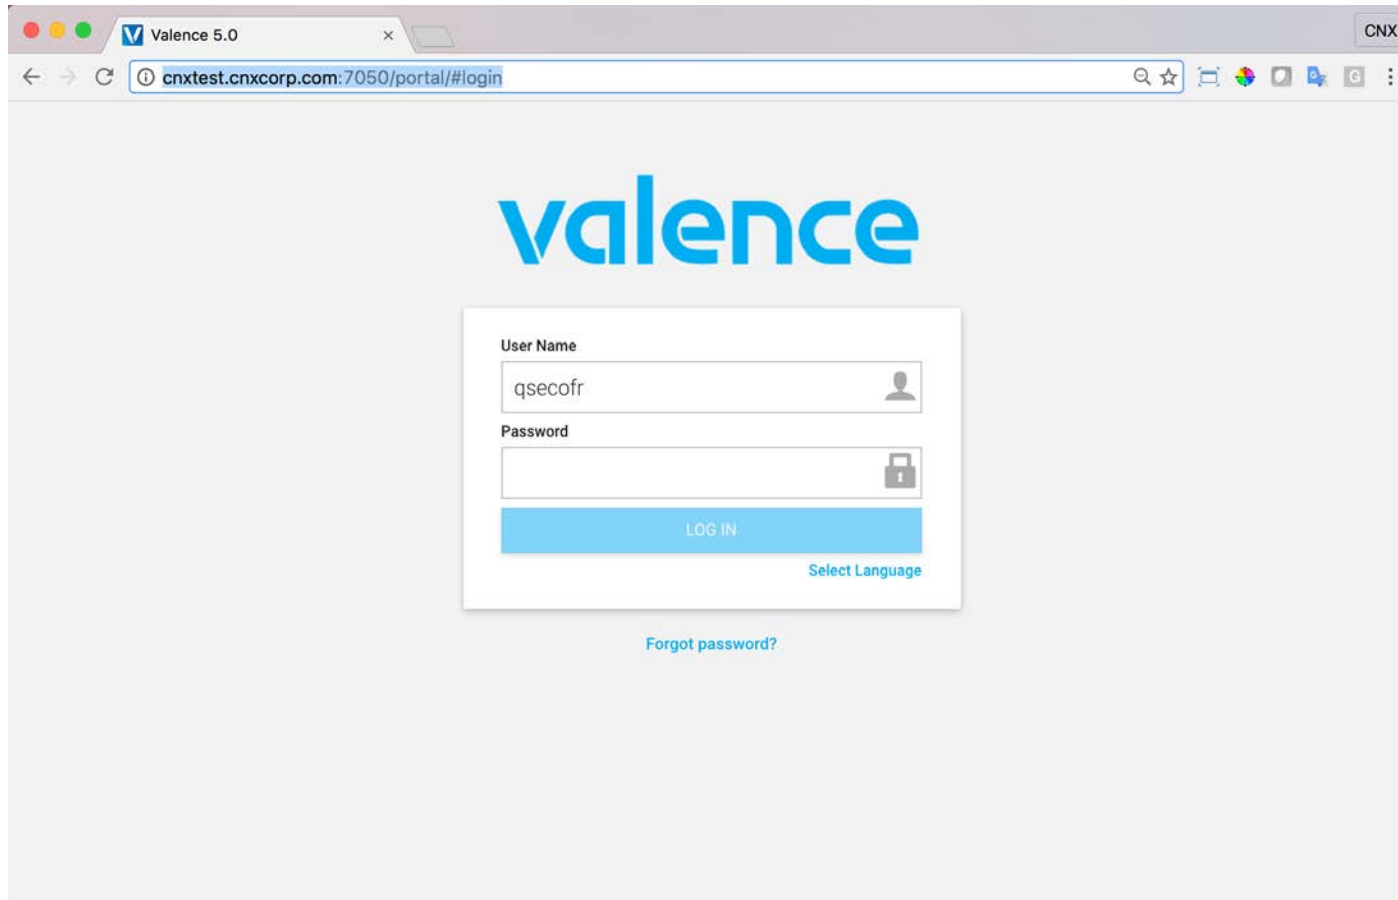 Valence 5.0
CNX
cnxtest.cnxcorp.com:7050/portal/#login
valence
User Name
qsecofr
Password
LOG IN
Select Language
Forgot password?